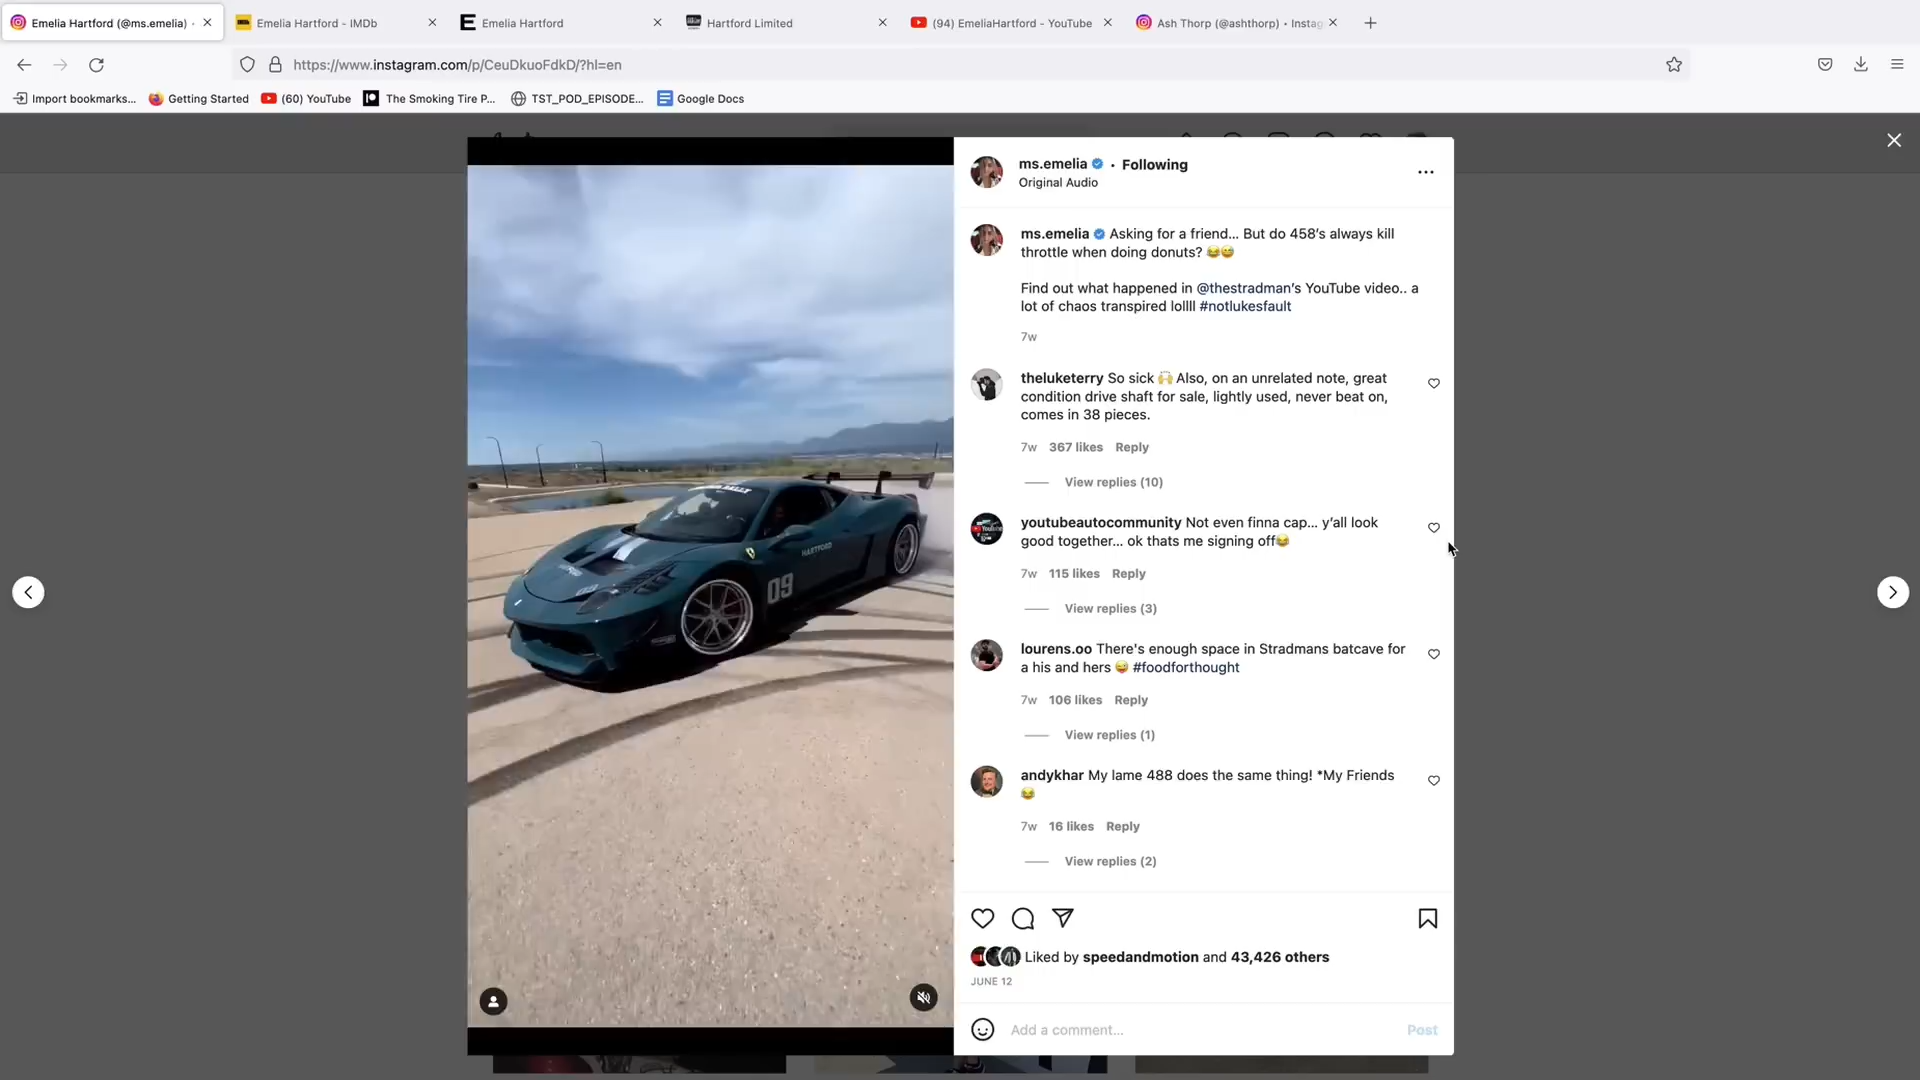 Emelia Hartford (@ms.emelia) · Emelia Hartford - IMDb Emelia Hartford Hartford Limited (94) EmeliaHartford - YouTube Ash Thorp (@ashthorp) • Instag
https://www.instagram.com/p/CeuDkuoFdkD/?hl=en
Import bookmarks... Getting Started (60) YouTube The Smoking Tire P... TST_POD_EPISODE... Google Docs
ms.emelia • Following
Original Audio
ms.emelia Asking for a friend... But do 458's always kill
throttle when doing donuts? 😂😅
Find out what happened in @thestradman's YouTube video.. a
lot of chaos transpired lollll #notlukesfault
7w
theluketerry So sick 🙌 Also, on an unrelated note, great
condition drive shaft for sale, lightly used, never beat on,
comes in 38 pieces.
7w 367 likes Reply
View replies (10)
youtubeautocommunity Not even finna cap... y'all look
good together... ok thats me signing off😂
7w 115 likes Reply
View replies (3)
lourens.oo There's enough space in Stradmans batcave for
a his and hers 😜 #foodforthought
7w 106 likes Reply
View replies (1)
andykhar My lame 488 does the same thing! *My Friends
😂
7w 16 likes Reply
View replies (2)
Liked by speedandmotion and 43,426 others
JUNE 12
Add a comment... Post
HARTFORD
09